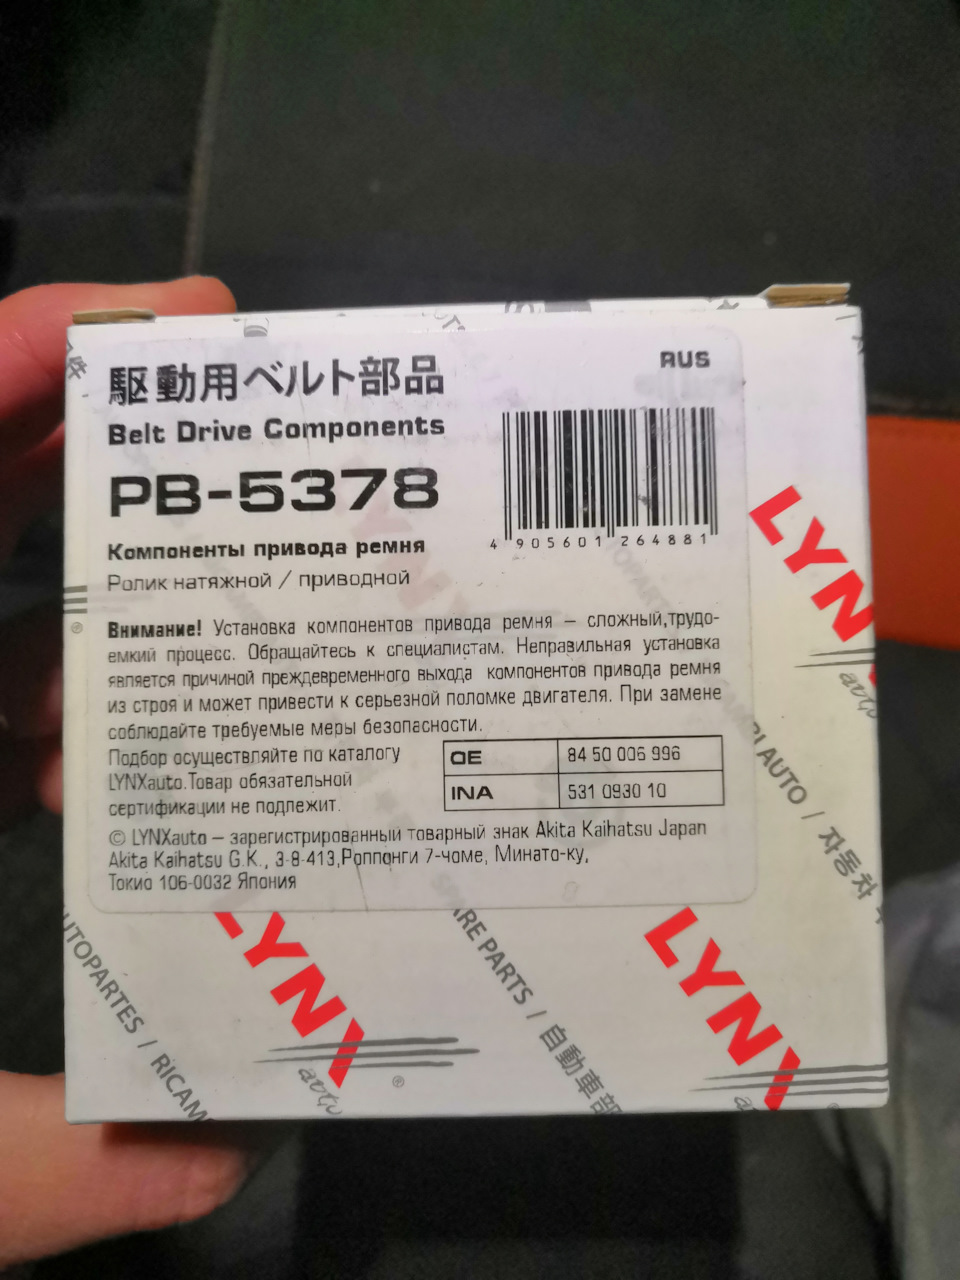 駆動用ベルト部品
RUS
Belt Drive Components
PB-5378
4 905601 264881
Компоненты привода ремня
Ролик натяжной / приводной
Внимание! Установка компонентов привода ремня – сложный,трудо-
емкий процесс. Обращайтесь к специалистам. Неправильная установка
является причиной преждевременного выхода компонентов привода ремня
из строя и может привести к серьезной поломке двигателя. При замене
соблюдайте требуемые меры безопасности.
Подбор осуществляйте по каталогу
LYNXauto.Товар обязательной
сертификации не подлежит.
OE 84 50 006 996
INA 531 0930 10
© LYNXauto – зарегистрированный товарный знак Akita Kaihatsu Japan
Akita Kaihatsu G.K., 3-8-413,Роппонги 7-чоме, Минато-ку,
Токио 106-0032 Япония
LYNX
auto
AUTO / 자동차
LYNX
auto ®
LYNX
UTOPARTES / RICAM
SPARE PARTS / 自動車部